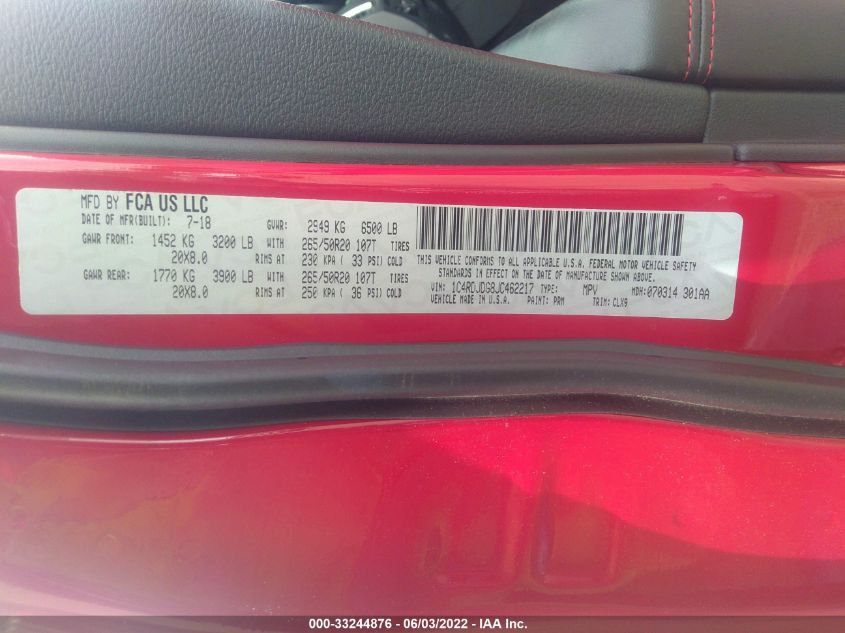 MFD BY FCA US LLC
DATE OF MFR(BUILT): 7-18 GVWR: 2949 KG 6500 LB
GAWR FRONT: 1452 KG 3200 LB WITH 265/50R20 107T TIRES
20X8.0 RIMS AT 230 KPA ( 33 PSI) COLD
GAWR REAR: 1770 KG 3900 LB WITH 265/50R20 107T TIRES
20X8.0 RIMS AT 250 KPA ( 36 PSI) COLD
THIS VEHICLE CONFORMS TO ALL APPLICABLE U.S.A. FEDERAL MOTOR VEHICLE SAFETY
STANDARDS IN EFFECT ON THE DATE OF MANUFACTURE SHOWN ABOVE.
VIN: 1C4RDJDG8JC462217 TYPE: MPV MDH: 070314 301AA
VEHICLE MADE IN U.S.A. PAINT: PRM TRIM: CLX9
000-33244876 - 06/03/2022 - IAA Inc.